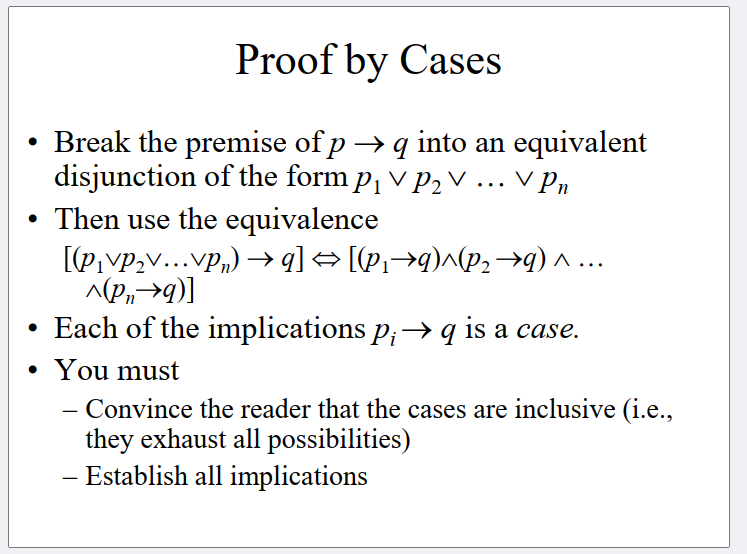 Proof by Cases
• Break the premise of p → q into an equivalent
disjunction of the form p₁ ∨ p₂ ∨ … ∨ pₙ
• Then use the equivalence
[(p₁∨p₂∨…∨pₙ) → q] ⇔ [(p₁→q)∧(p₂→q) ∧ …
∧(pₙ→q)]
• Each of the implications pᵢ → q is a case.
• You must
– Convince the reader that the cases are inclusive (i.e.,
they exhaust all possibilities)
– Establish all implications